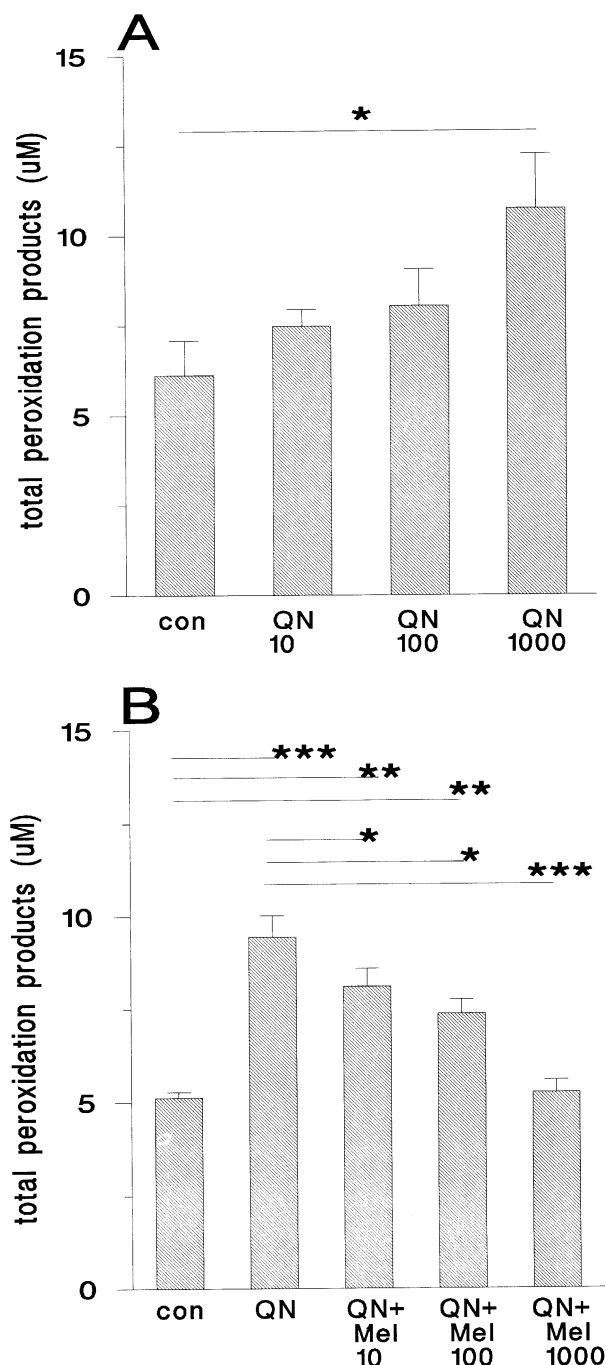 A
15
*
10
5
0
total peroxidation products (uM)
con
QN
10
QN
100
QN
1000
B
15
***
**
**
*
*
***
10
5
0
total peroxidation products (uM)
con
QN
QN+
Mel
10
QN+
Mel
100
QN+
Mel
1000